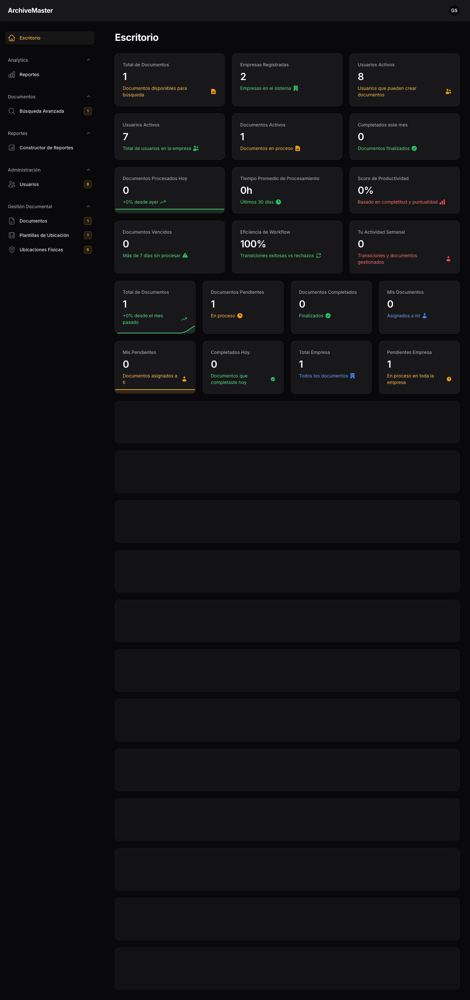 ArchiveMaster
GS
Escritorio
Analytics
Reportes
Documentos
Búsqueda Avanzada 1
Reportes
Constructor de Reportes
Administración
Usuarios 8
Gestión Documental
Documentos 1
Plantillas de Ubicación 1
Ubicaciones Físicas 6
Escritorio
Total de Documentos
1
Documentos disponibles para
búsqueda
Empresas Registradas
2
Empresas en el sistema
Usuarios Activos
8
Usuarios que pueden crear
documentos
Usuarios Activos
7
Total de usuarios en la empresa
Documentos Activos
1
Documentos en proceso
Completados este mes
0
Documentos finalizados
Documentos Procesados Hoy
0
+0% desde ayer
Tiempo Promedio de Procesamiento
0h
Últimos 30 días
Score de Productividad
0%
Basado en completitud y puntualidad
Documentos Vencidos
0
Más de 7 días sin procesar
Eficiencia de Workflow
100%
Transiciones exitosas vs rechazos
Tu Actividad Semanal
0
Transiciones y documentos
gestionados
Total de Documentos
1
+0% desde el mes
pasado
Documentos Pendientes
1
En proceso
Documentos Completados
0
Finalizados
Mis Documentos
0
Asignados a mí
Mis Pendientes
0
Documentos asignados a
ti
Completados Hoy
0
Documentos que
completaste hoy
Total Empresa
1
Todos los documentos
Pendientes Empresa
1
En proceso en toda la
empresa